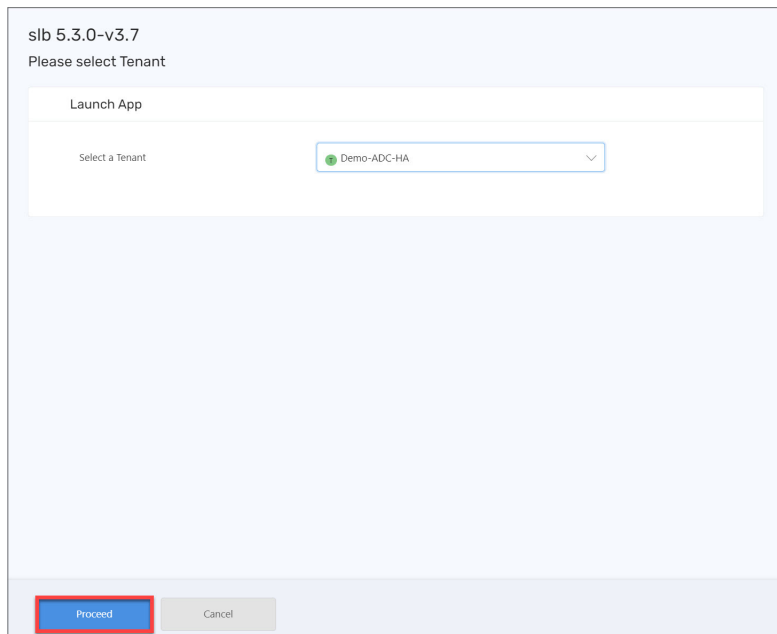 slb 5.3.0-v3.7
Please select Tenant
Launch App
Select a Tenant
T Demo-ADC-HA
Proceed Cancel